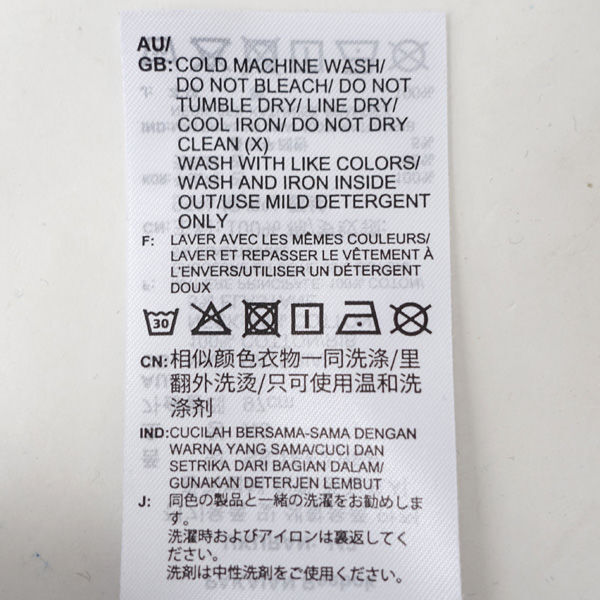 AU/
GB: COLD MACHINE WASH/
DO NOT BLEACH/ DO NOT
TUMBLE DRY/ LINE DRY/
COOL IRON/ DO NOT DRY
CLEAN (X)
WASH WITH LIKE COLORS/
WASH AND IRON INSIDE
OUT/USE MILD DETERGENT
ONLY
F: LAVER AVEC LES MÊMES COULEURS/
LAVER ET REPASSER LE VÊTEMENT À
L'ENVERS/UTILISER UN DÉTERGENT
DOUX
30
CN: 相似颜色衣物一同洗涤/里
翻外洗烫/只可使用温和洗
涤剂
IND: CUCILAH BERSAMA-SAMA DENGAN
WARNA YANG SAMA/CUCI DAN
SETRIKA DARI BAGIAN DALAM/
GUNAKAN DETERJEN LEMBUT
J: 同色の製品と一緒の洗濯をお勧めしま
す。
洗濯時およびアイロンは裏返してく
ださい。
洗剤は中性洗剤をご使用ください。